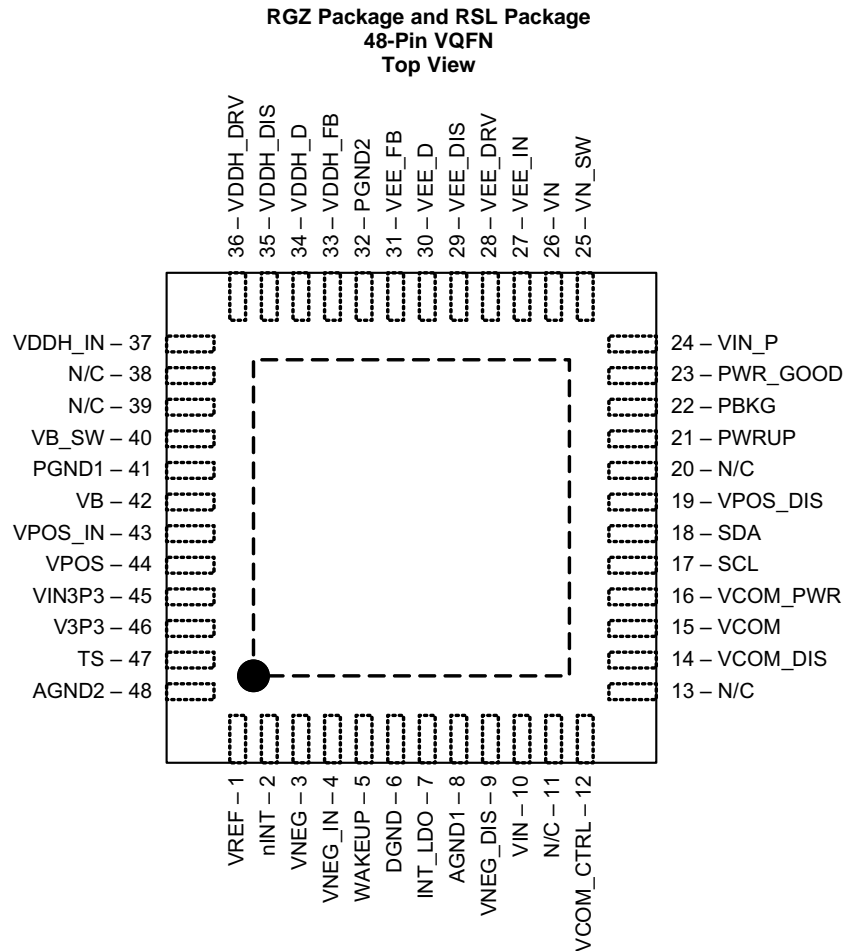 RGZ Package and RSL Package
48-Pin VQFN
Top View
36 – VDDH_DRV
35 – VDDH_DIS
34 – VDDH_D
33 – VDDH_FB
32 – PGND2
31 – VEE_FB
30 – VEE_D
29 – VEE_DIS
28 – VEE_DRV
27 – VEE_IN
26 – VN
25 – VN_SW
VDDH_IN – 37
N/C – 38
N/C – 39
VB_SW – 40
PGND1 – 41
VB – 42
VPOS_IN – 43
VPOS – 44
VIN3P3 – 45
V3P3 – 46
TS – 47
AGND2 – 48
24 – VIN_P
23 – PWR_GOOD
22 – PBKG
21 – PWRUP
20 – N/C
19 – VPOS_DIS
18 – SDA
17 – SCL
16 – VCOM_PWR
15 – VCOM
14 – VCOM_DIS
13 – N/C
VREF – 1
nINT – 2
VNEG – 3
VNEG_IN – 4
WAKEUP – 5
DGND – 6
INT_LDO – 7
AGND1 – 8
VNEG_DIS – 9
VIN – 10
N/C – 11
VCOM_CTRL – 12